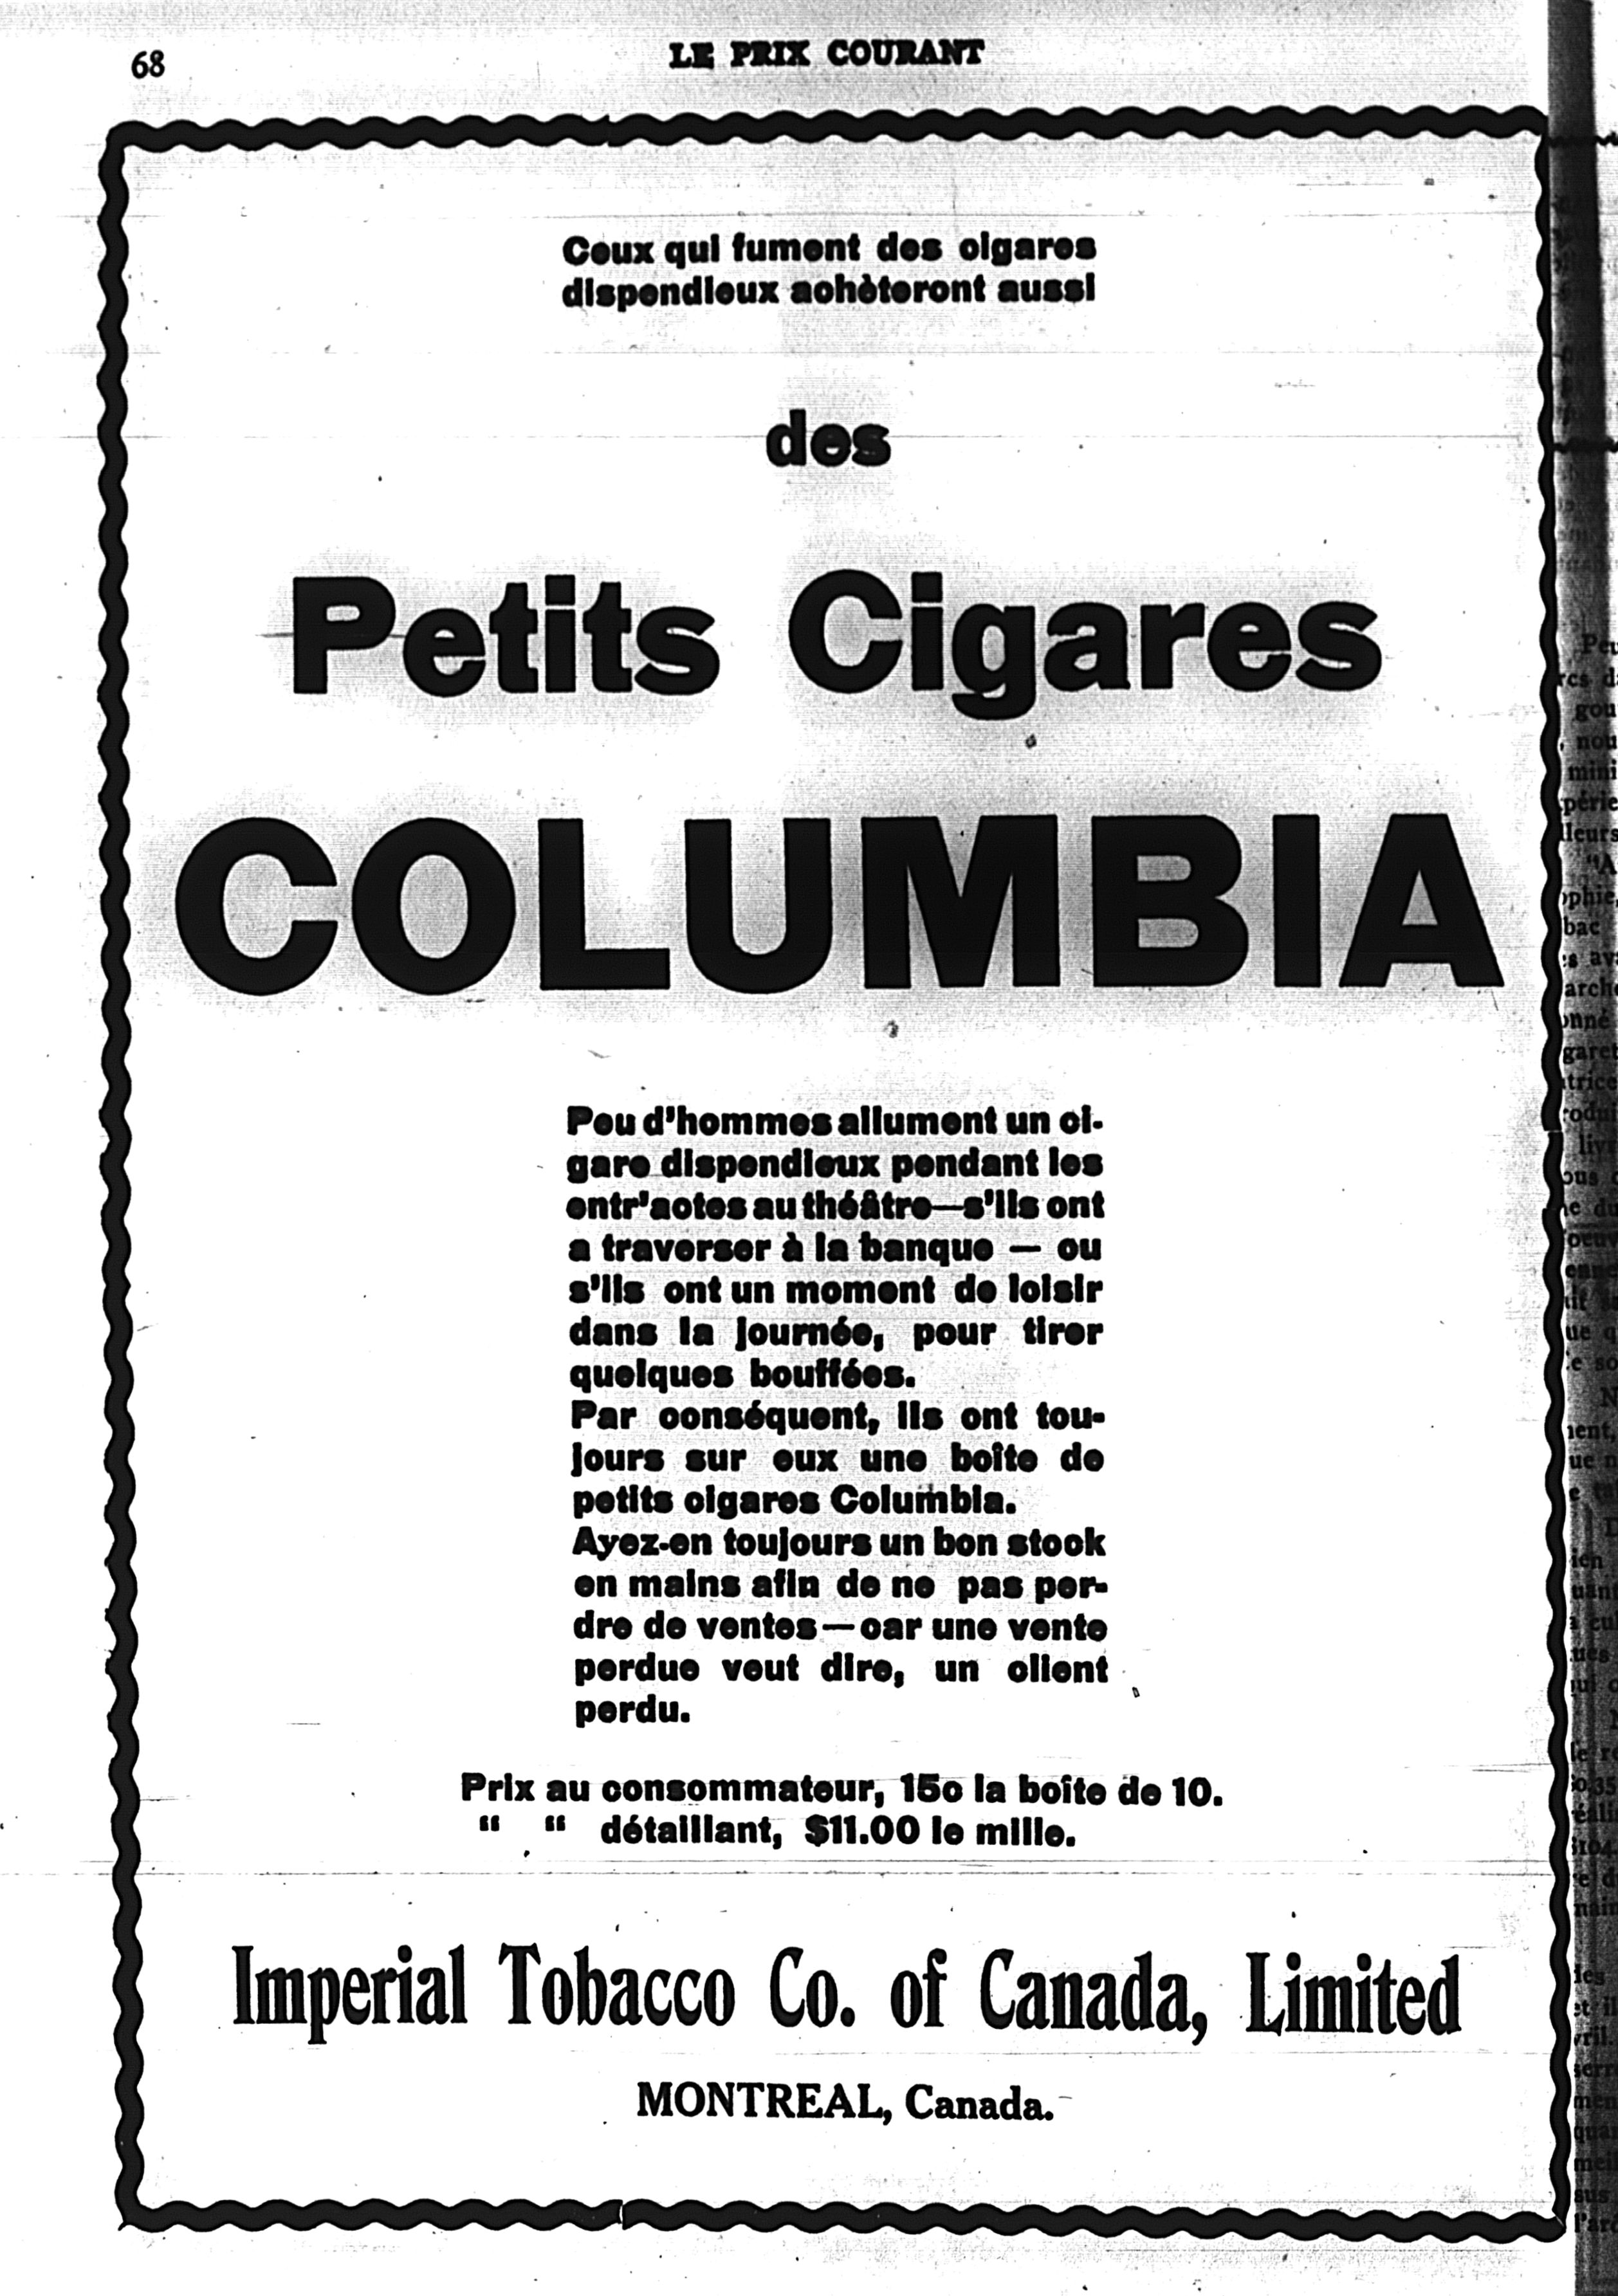 68
LE PRIX COURANT
Ceux qui fument des cigares
dispendieux achèteront aussi
des
Petits Cigares
COLUMBIA
Peu d'hommes allument un ci-
gare dispendieux pendant les
entr'actes au théâtre—s'ils ont
a traverser à la banque — ou
s'ils ont un moment de loisir
dans la journée, pour tirer
quelques bouffées.
Par conséquent, ils ont tou-
jours sur eux une boîte de
petits cigares Columbia.
Ayez-en toujours un bon stock
en mains afin de ne pas per-
dre de ventes—car une vente
perdue veut dire, un client
perdu.
Prix au consommateur, 15c la boîte de 10.
“ “ détaillant, $11.00 le mille.
Imperial Tobacco Co. of Canada, Limited
MONTREAL, Canada.